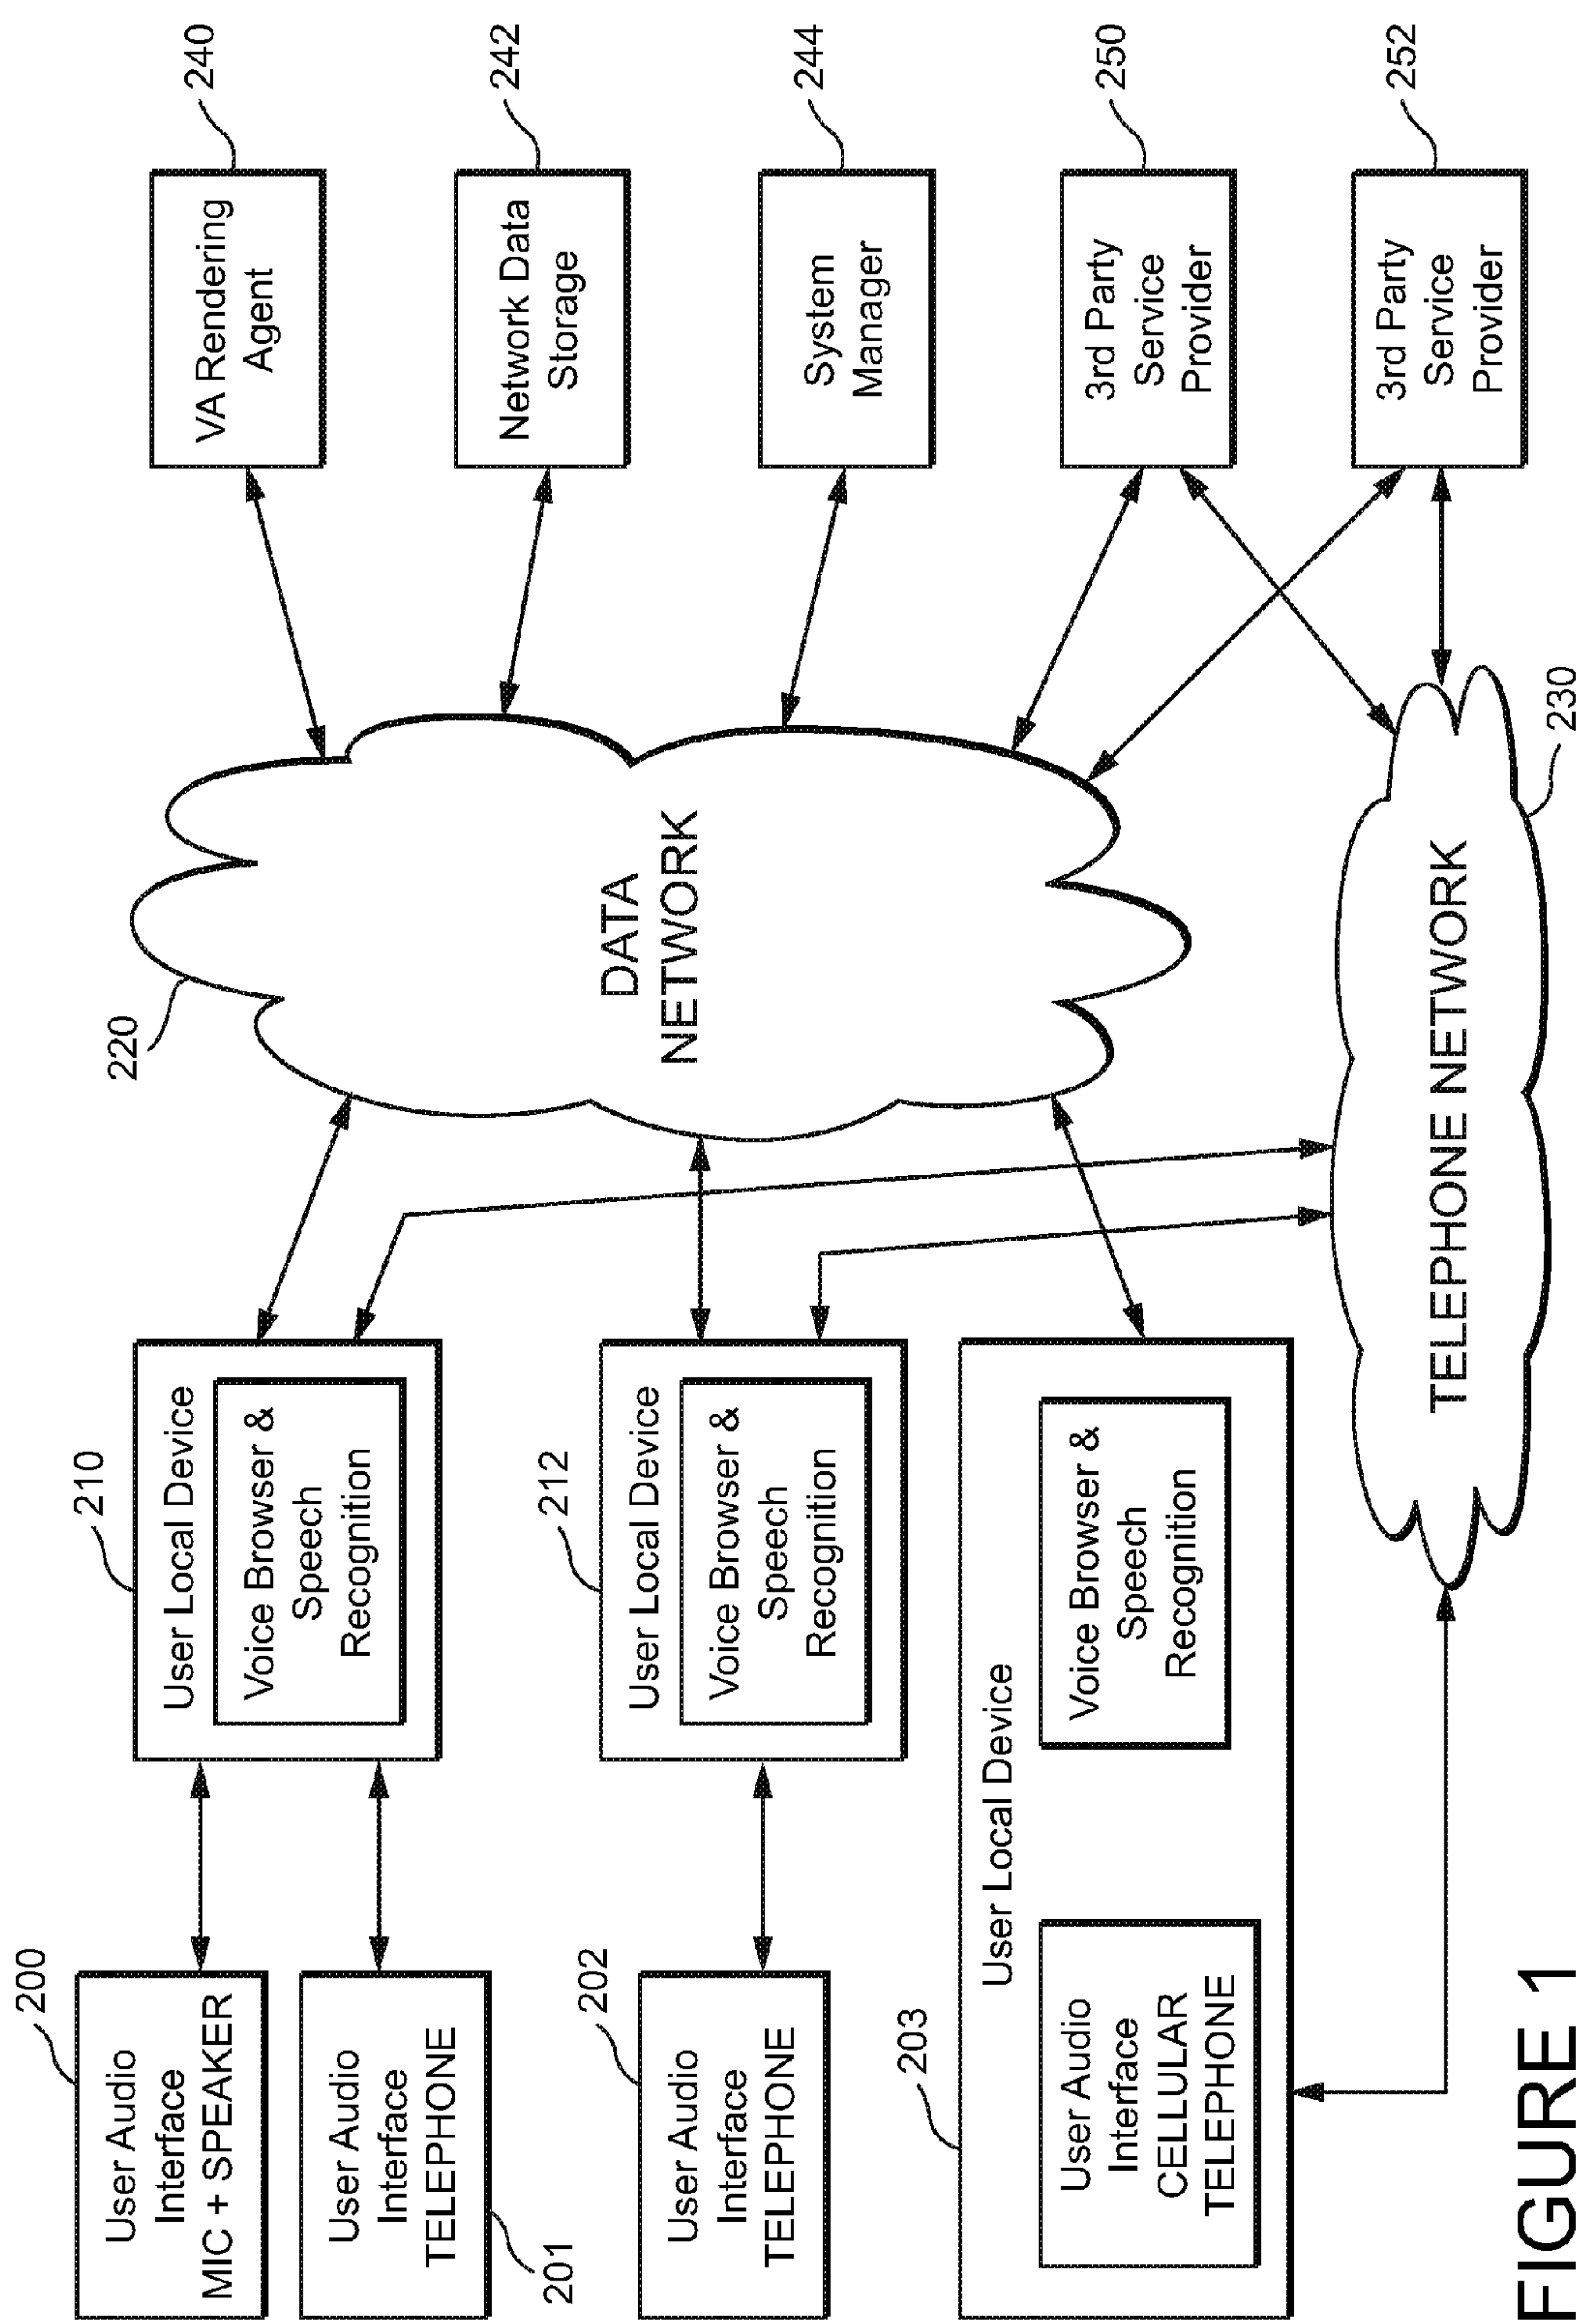 200
User Audio
Interface
MIC + SPEAKER
User Audio
Interface
TELEPHONE
201
210
User Local Device
Voice Browser &
Speech
Recognition
202
User Audio
Interface
TELEPHONE
212
User Local Device
Voice Browser &
Speech
Recognition
203
User Local Device
User Audio
Interface
CELLULAR
TELEPHONE
Voice Browser &
Speech
Recognition
220
DATA
NETWORK
TELEPHONE NETWORK
230
VA Rendering
Agent
240
Network Data
Storage
242
System
Manager
244
3rd Party
Service
Provider
250
3rd Party
Service
Provider
252
FIGURE 1